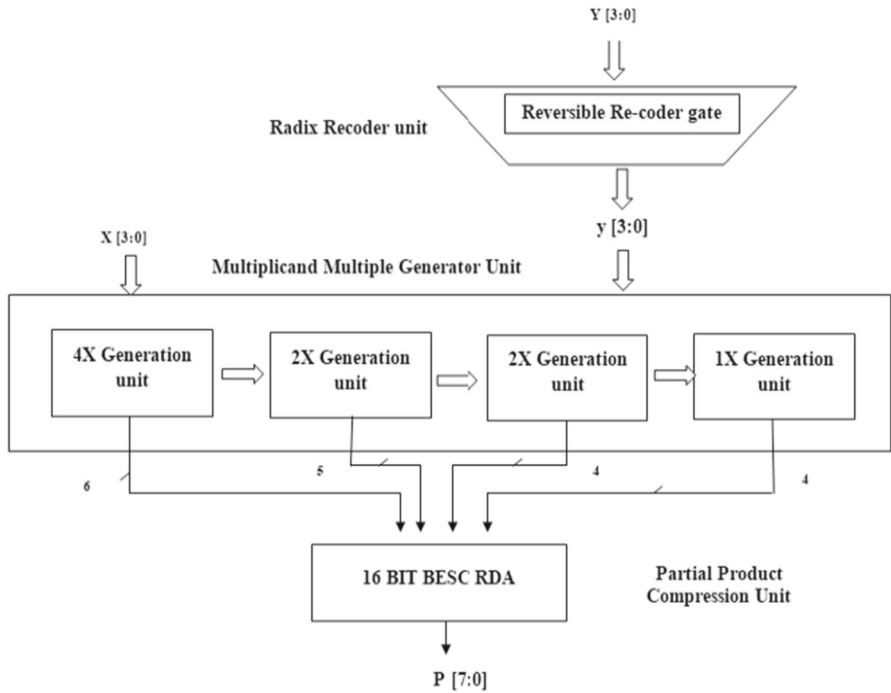 Y [3:0]
Reversible Re-coder gate
Radix Recoder unit
y [3:0]
X [3:0]
Multiplicand Multiple Generator Unit
4X Generation
unit
2X Generation
unit
2X Generation
unit
1X Generation
unit
6
5
4
4
16 BIT BESC RDA
Partial Product
Compression Unit
P [7:0]